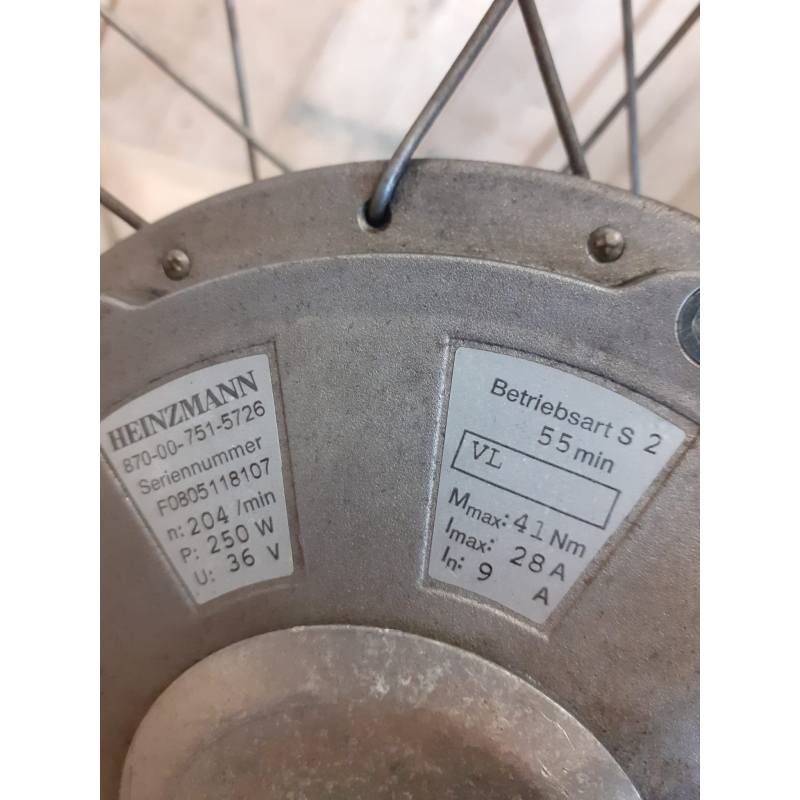 HEINZMANN
870-00-751-5726
Seriennummer
F0805118107
n: 204 /min
P: 250 W
U: 36 V
Betriebsart S 2
55 min
VL
Mmax: 41 Nm
Imax: 28 A
In: 9 A